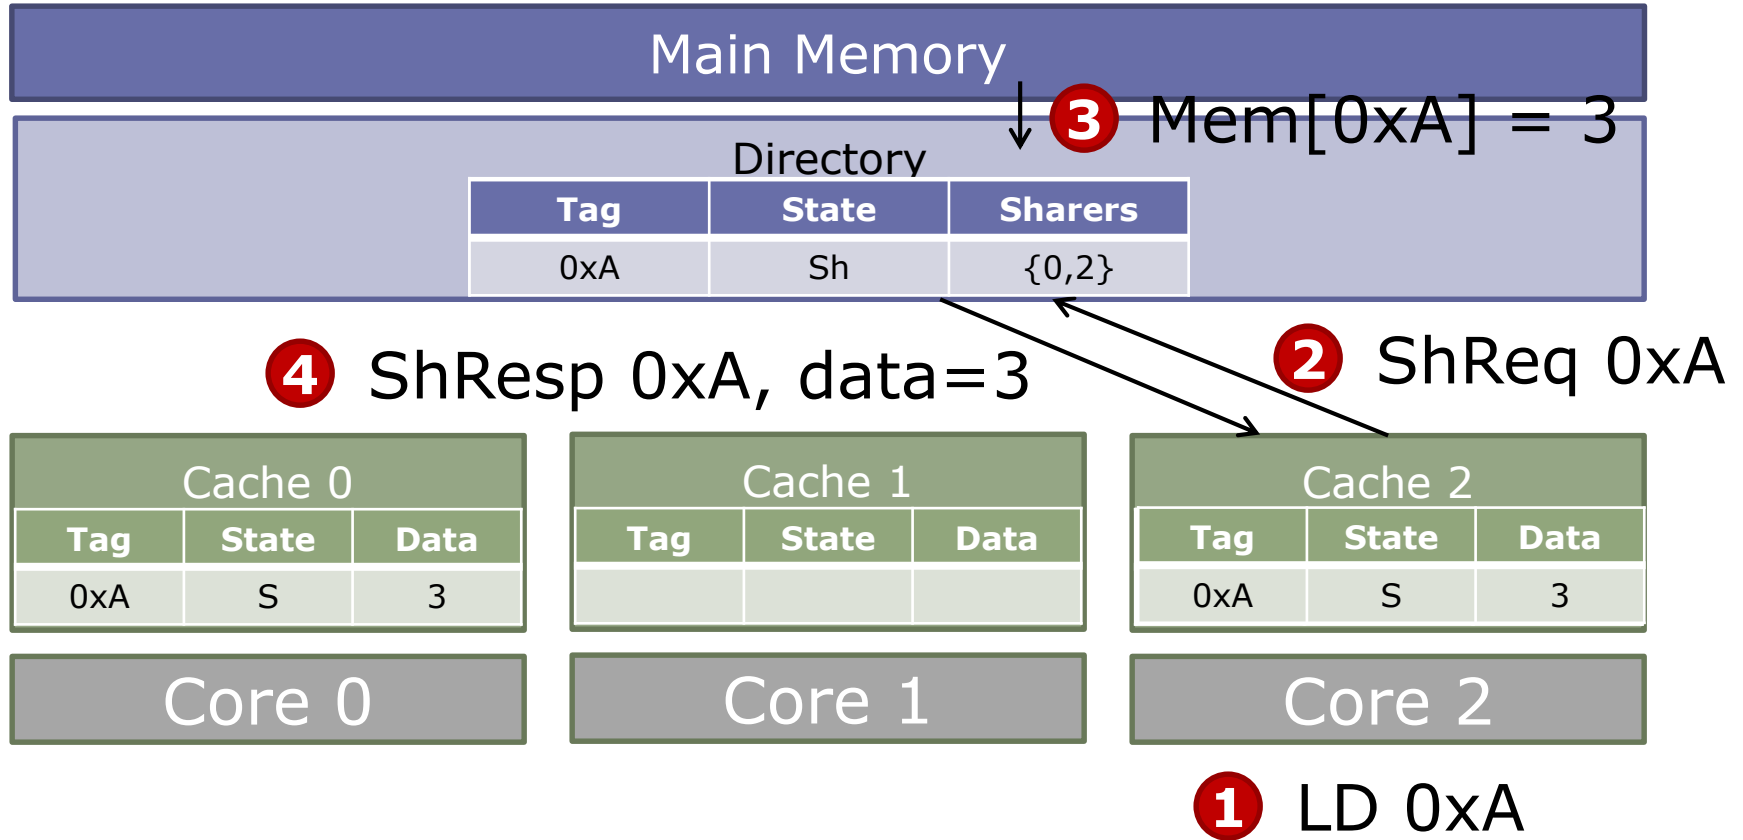 Main Memory
3 Mem[0xA] = 3
Directory
Tag State Sharers
0xA Sh {0,2}
4 ShResp 0xA, data=3
2 ShReq 0xA
Cache 0
Tag State Data
0xA S 3
Cache 1
Tag State Data
Cache 2
Tag State Data
0xA S 3
Core 0
Core 1
Core 2
1 LD 0xA